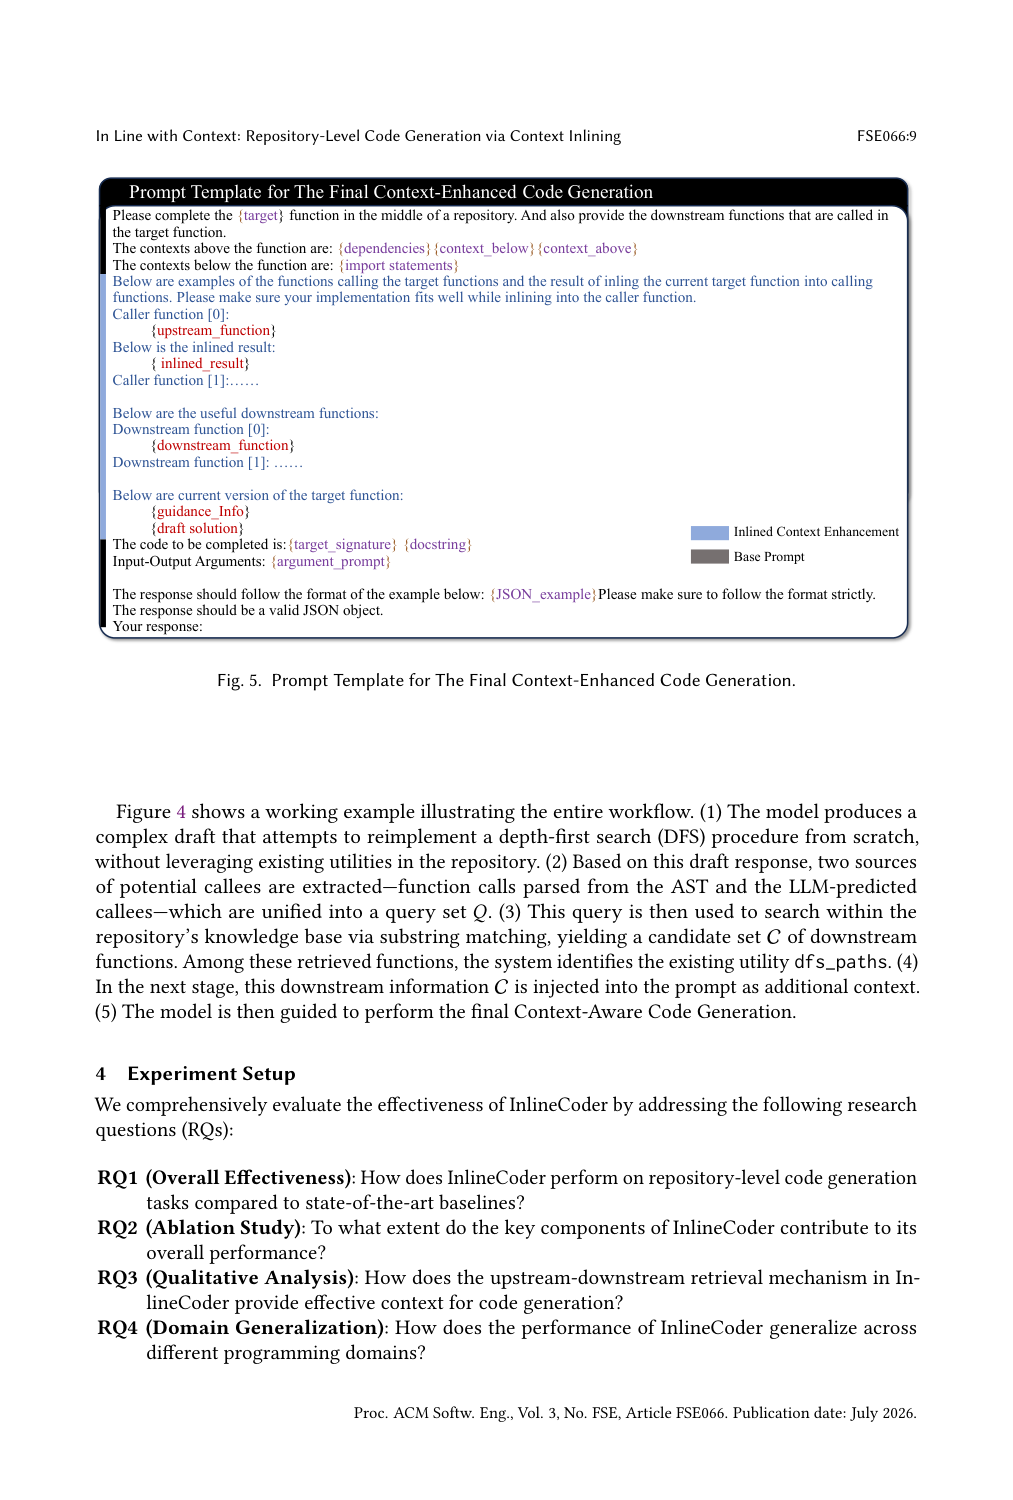 In Line with Context: Repository-Level Code Generation via Context Inlining FSE066:9
Prompt Template for The Final Context-Enhanced Code Generation
Please complete the {target} function in the middle of a repository. And also provide the downstream functions that are called in
the target function.
The contexts above the function are: {dependencies}{context_below}{context_above}
The contexts below the function are: {import statements}
Below are examples of the functions calling the target functions and the result of inling the current target function into calling
functions. Please make sure your implementation fits well while inlining into the caller function.
Caller function [0]:
{upstream_function}
Below is the inlined result:
{ inlined_result}
Caller function [1]:……
Below are the useful downstream functions:
Downstream function [0]:
{downstream_function}
Downstream function [1]: ……
Below are current version of the target function:
{guidance_Info}
{draft solution}
The code to be completed is:{target_signature} {docstring}
Input-Output Arguments: {argument_prompt}
Inlined Context Enhancement
Base Prompt
The response should follow the format of the example below: {JSON_example}Please make sure to follow the format strictly.
The response should be a valid JSON object.
Your response:
Fig. 5. Prompt Template for The Final Context-Enhanced Code Generation.
Figure 4 shows a working example illustrating the entire workflow. (1) The model produces a
complex draft that attempts to reimplement a depth-first search (DFS) procedure from scratch,
without leveraging existing utilities in the repository. (2) Based on this draft response, two sources
of potential callees are extracted—function calls parsed from the AST and the LLM-predicted
callees—which are unified into a query set Q. (3) This query is then used to search within the
repository's knowledge base via substring matching, yielding a candidate set C of downstream
functions. Among these retrieved functions, the system identifies the existing utility dfs_paths. (4)
In the next stage, this downstream information C is injected into the prompt as additional context.
(5) The model is then guided to perform the final Context-Aware Code Generation.
4 Experiment Setup
We comprehensively evaluate the effectiveness of InlineCoder by addressing the following research
questions (RQs):
RQ1 (Overall Effectiveness): How does InlineCoder perform on repository-level code generation
tasks compared to state-of-the-art baselines?
RQ2 (Ablation Study): To what extent do the key components of InlineCoder contribute to its
overall performance?
RQ3 (Qualitative Analysis): How does the upstream-downstream retrieval mechanism in In-
lineCoder provide effective context for code generation?
RQ4 (Domain Generalization): How does the performance of InlineCoder generalize across
different programming domains?
Proc. ACM Softw. Eng., Vol. 3, No. FSE, Article FSE066. Publication date: July 2026.